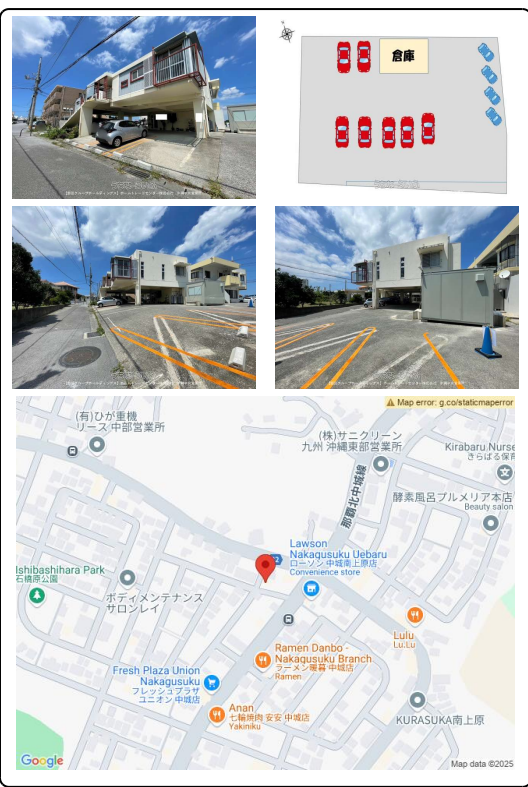 倉庫
Map error: g.co/staticmaperror
(有)ひが重機
リース 中部営業所
(株)サニクリーン
九州 沖縄東部営業所
Kirabaru Nurse
きらばる保育
那覇北中城線
酵素風呂プルメリア本店
Beauty salon
Lawson
Nakagusuku Uebaru
ローソン 中城南上原店
Convenience store
Ishibashihara Park
石橋原公園
ボディメンテナンス
サロンレイ
Lulu
Lu.Lu
Ramen Danbo -
Nakagusuku Branch
ラーメン暖暮 中城店
Ramen
Fresh Plaza Union
Nakagusuku
フレッシュプラザ
ユニオン 中城店
Anan
七輪焼肉 安安 中城店
Yakiniku
KURASUKA南上原
Google
Map data ©2025